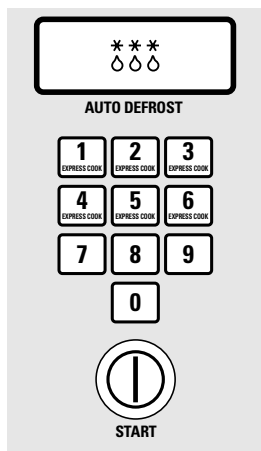 AUTO DEFROST
1 2 3
EXPRESS COOK EXPRESS COOK EXPRESS COOK
4 5 6
EXPRESS COOK EXPRESS COOK EXPRESS COOK
7 8 9
0
START